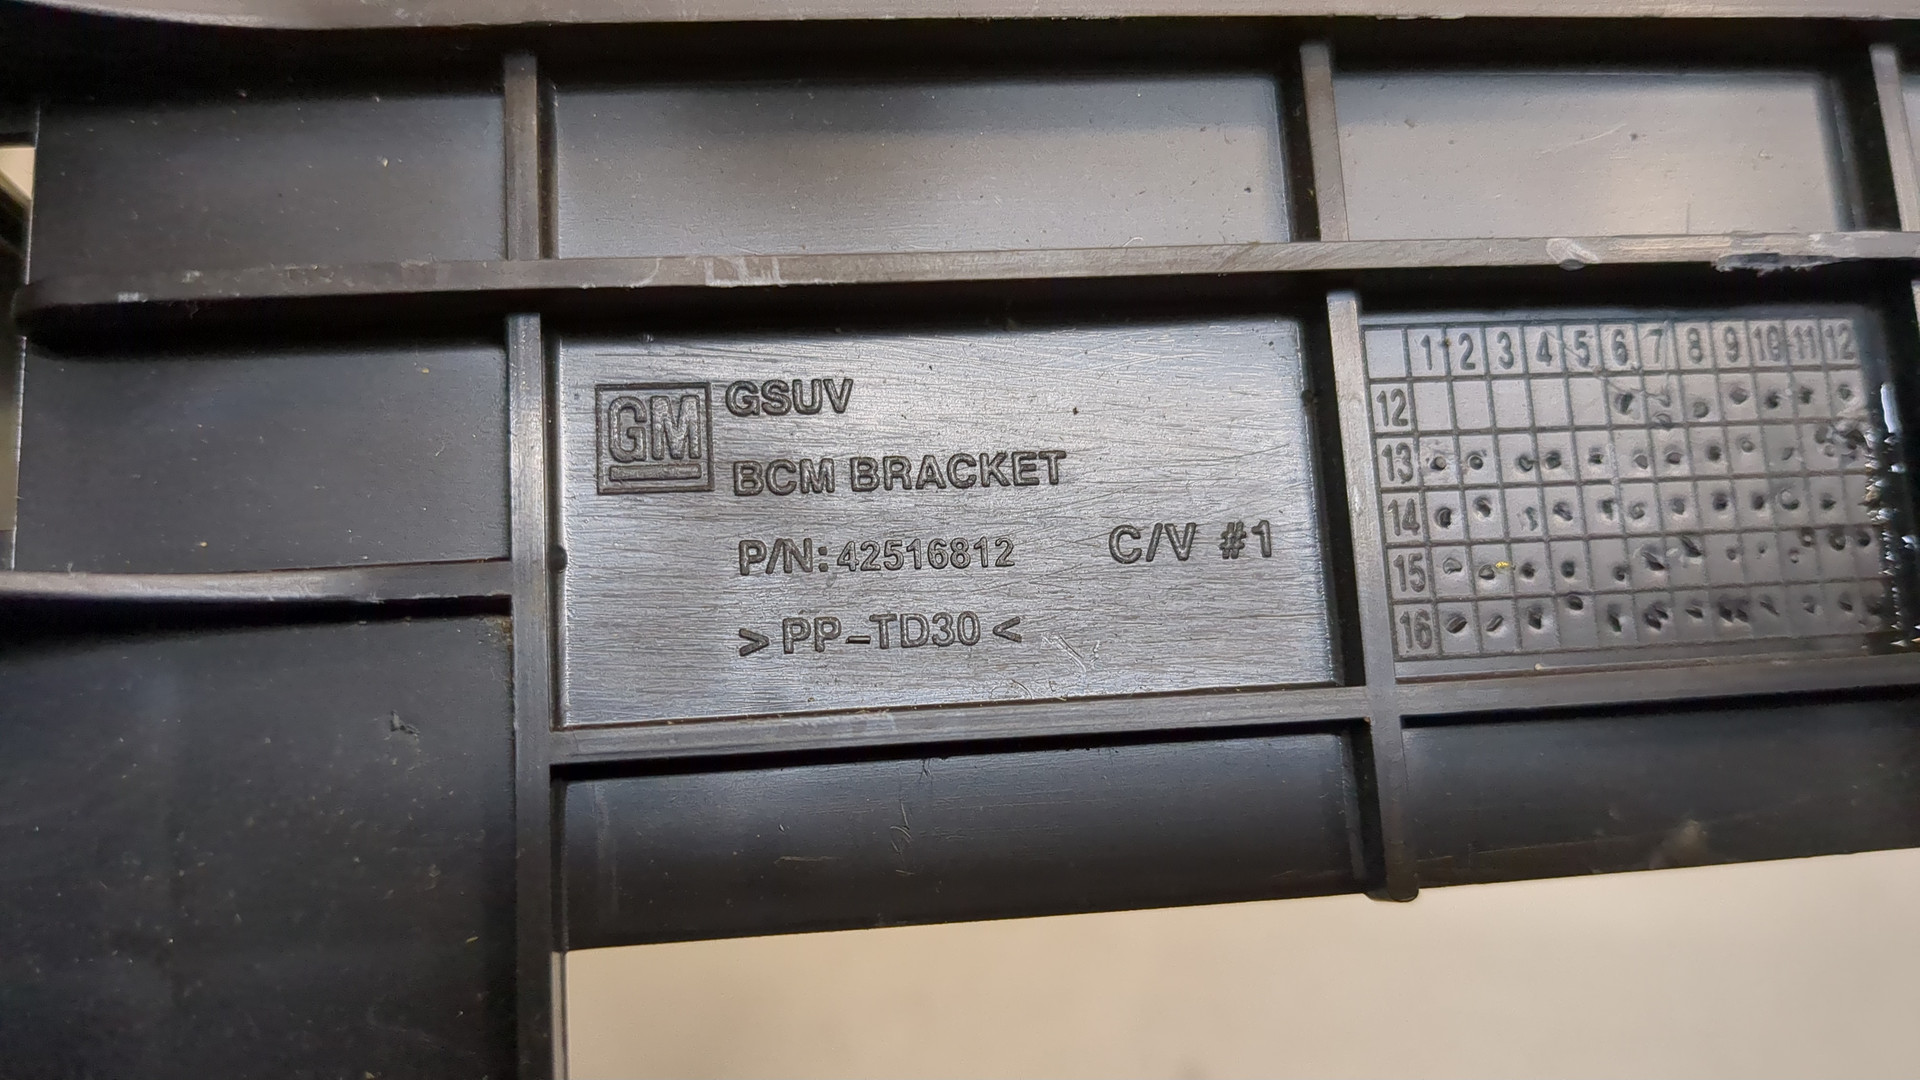 GM
GSUV
BCM BRACKET
P/N: 42516812
C/V #1
>PP-TD30<
1 2 3 4 5 6 7 8 9 10 11 12
12
13
14
15
16